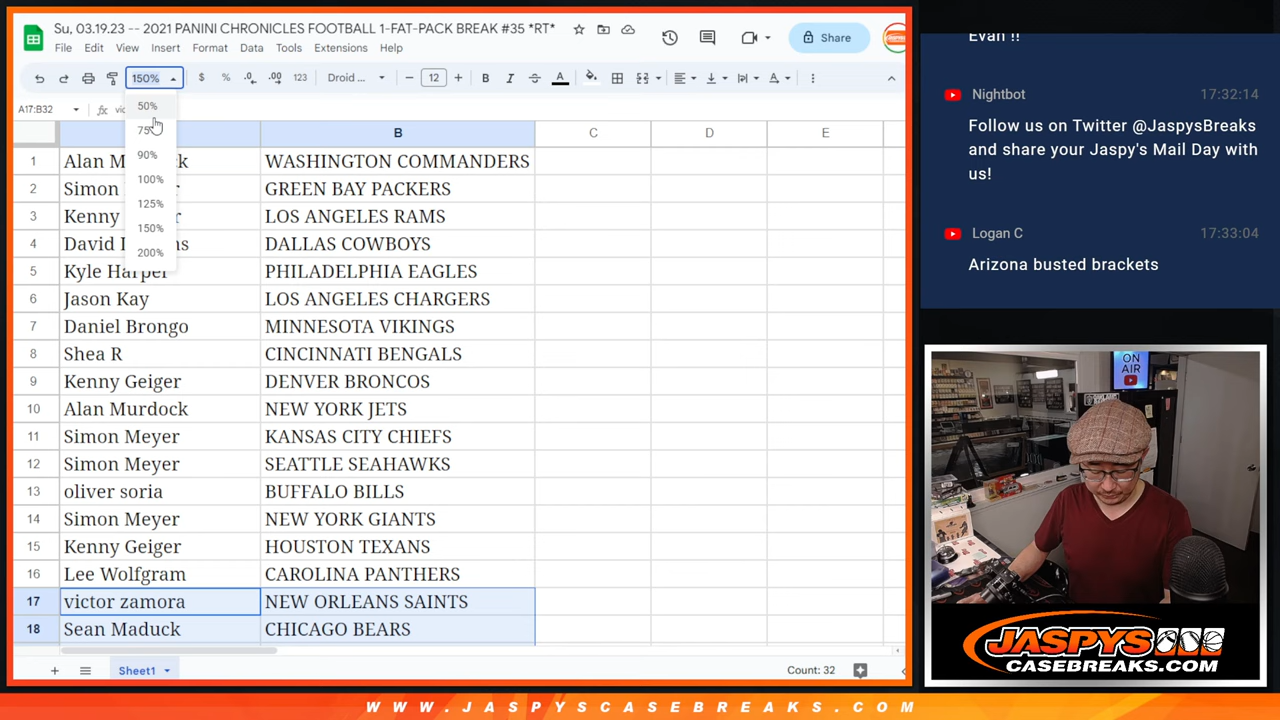 Su, 03.19.23 -- 2021 PANINI CHRONICLES FOOTBALL 1-FAT-PACK BREAK #35 *RT*
File Edit View Insert Format Data Tools Extensions Help
Share
150% $ % .0 .00 123 Droid ... 12 B I S A
A17:B32 fx
50%
75%
90%
100%
125%
150%
200%
B C D E
1 Alan WASHINGTON COMMANDERS
2 Simon GREEN BAY PACKERS
3 Kenny LOS ANGELES RAMS
4 David DALLAS COWBOYS
5 Kyle Harper PHILADELPHIA EAGLES
6 Jason Kay LOS ANGELES CHARGERS
7 Daniel Brongo MINNESOTA VIKINGS
8 Shea R CINCINNATI BENGALS
9 Kenny Geiger DENVER BRONCOS
10 Alan Murdock NEW YORK JETS
11 Simon Meyer KANSAS CITY CHIEFS
12 Simon Meyer SEATTLE SEAHAWKS
13 oliver soria BUFFALO BILLS
14 Simon Meyer NEW YORK GIANTS
15 Kenny Geiger HOUSTON TEXANS
16 Lee Wolfgram CAROLINA PANTHERS
17 victor zamora NEW ORLEANS SAINTS
18 Sean Maduck CHICAGO BEARS
Sheet1
Count: 32
Evan !!
Nightbot 17:32:14
Follow us on Twitter @JaspysBreaks
and share your Jaspy's Mail Day with
us!
Logan C 17:33:04
Arizona busted brackets
ON
AIR
JASPYS
CASEBREAKS.COM
WWW.JASPYSCASEBREAKS.COM